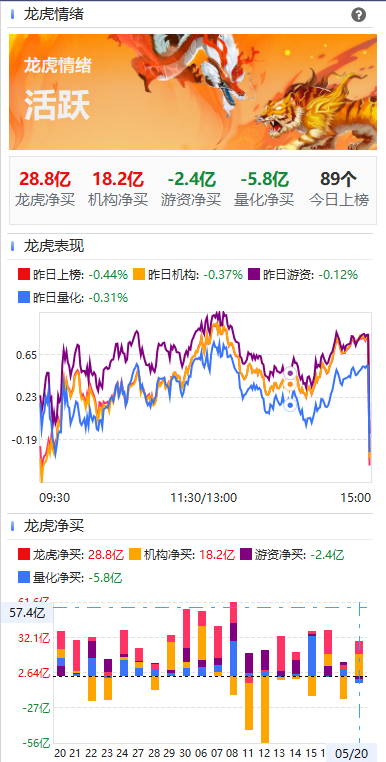 龙虎情绪 ?
龙虎情绪
活跃
28.8亿 18.2亿 -2.4亿 -5.8亿 89个
龙虎净买 机构净买 游资净买 量化净买 今日上榜
龙虎表现
昨日上榜: -0.44% 昨日机构: -0.37% 昨日游资: -0.12%
昨日量化: -0.31%
0.65
0.23
-0.19
09:30 11:30/13:00 15:00
龙虎净买
龙虎净买: 28.8亿 机构净买: 18.2亿 游资净买: -2.4亿
量化净买: -5.8亿
57.4亿
32.1亿
2.64亿
-27亿
-56亿
20 21 22 23 24 27 28 29 30 06 07 08 11 12 13 14 15 05/20